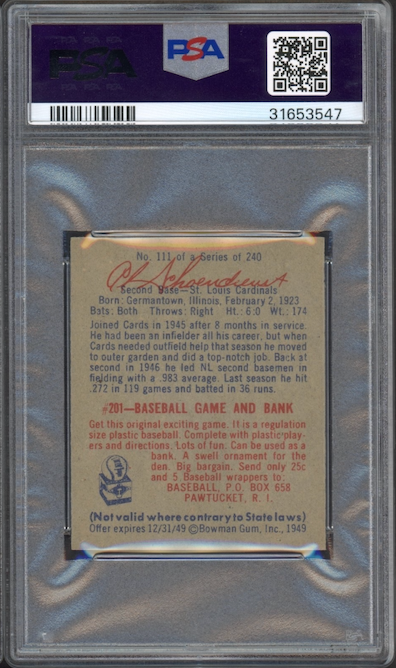 PSA
PSA
31653547
No. 111 of a Series of 240
Al Schoendienst
Second Base—St. Louis Cardinals
Born: Germantown, Illinois, February 2, 1923
Bats: Both Throws: Right Ht.: 6:0 Wt.: 174
Joined Cards in 1945 after 8 months in service.
He had been an infielder all his career, but when
Cards needed outfield help that season he moved
to outer garden and did a top-notch job. Back at
second in 1946 he led NL second basemen in
fielding with a .983 average. Last season he hit
.272 in 119 games and batted in 36 runs.
#201—BASEBALL GAME AND BANK
Get this original exciting game. It is a regulation
size plastic baseball. Complete with plastic play-
ers and directions. Lots of fun. Can be used as a
bank. A swell ornament for the
den. Big bargain. Send only 25c
and 5 Baseball wrappers to:
BASEBALL, P.O. BOX 658
PAWTUCKET, R. I.
(Not valid where contrary to State laws)
Offer expires 12/31/49 ©Bowman Gum, Inc., 1949